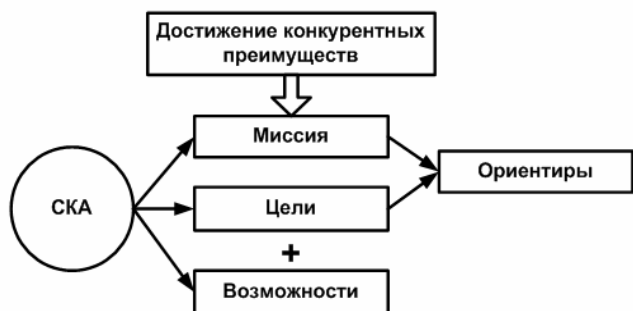 Достижение конкурентных
преимуществ
Миссия
Ориентиры
СКА
Цели
+
Возможности